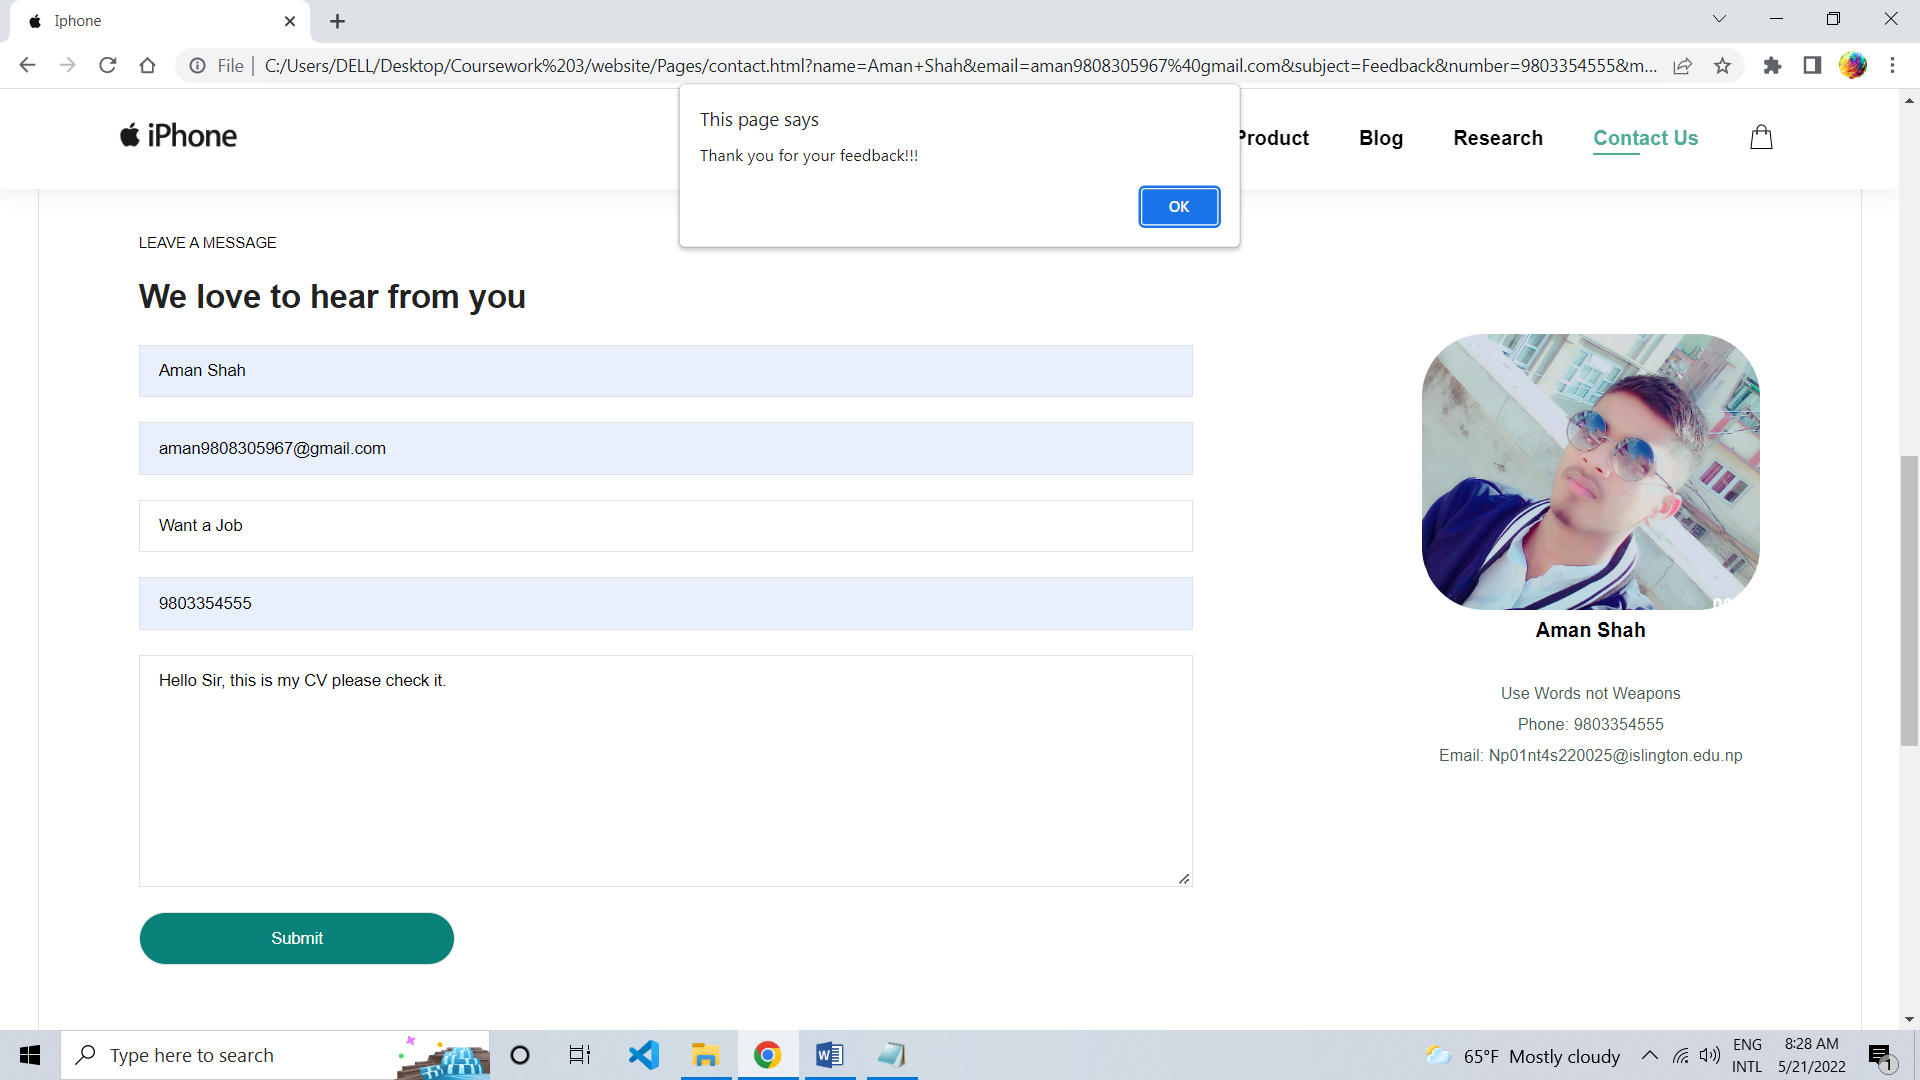 Iphone
File | C:/Users/DELL/Desktop/Coursework%203/website/Pages/contact.html?name=Aman+Shah&email=aman9808305967%40gmail.com&subject=Feedback&number=9803354555&m...
This page says
Thank you for your feedback!!!
OK
iPhone
Product
Blog
Research
Contact Us
LEAVE A MESSAGE
We love to hear from you
Aman Shah
aman9808305967@gmail.com
Want a Job
9803354555
Hello Sir, this is my CV please check it.
Submit
Aman Shah
Use Words not Weapons
Phone: 9803354555
Email: Np01nt4s220025@islington.edu.np
Type here to search
65°F Mostly cloudy
ENG
INTL
8:28 AM
5/21/2022
1